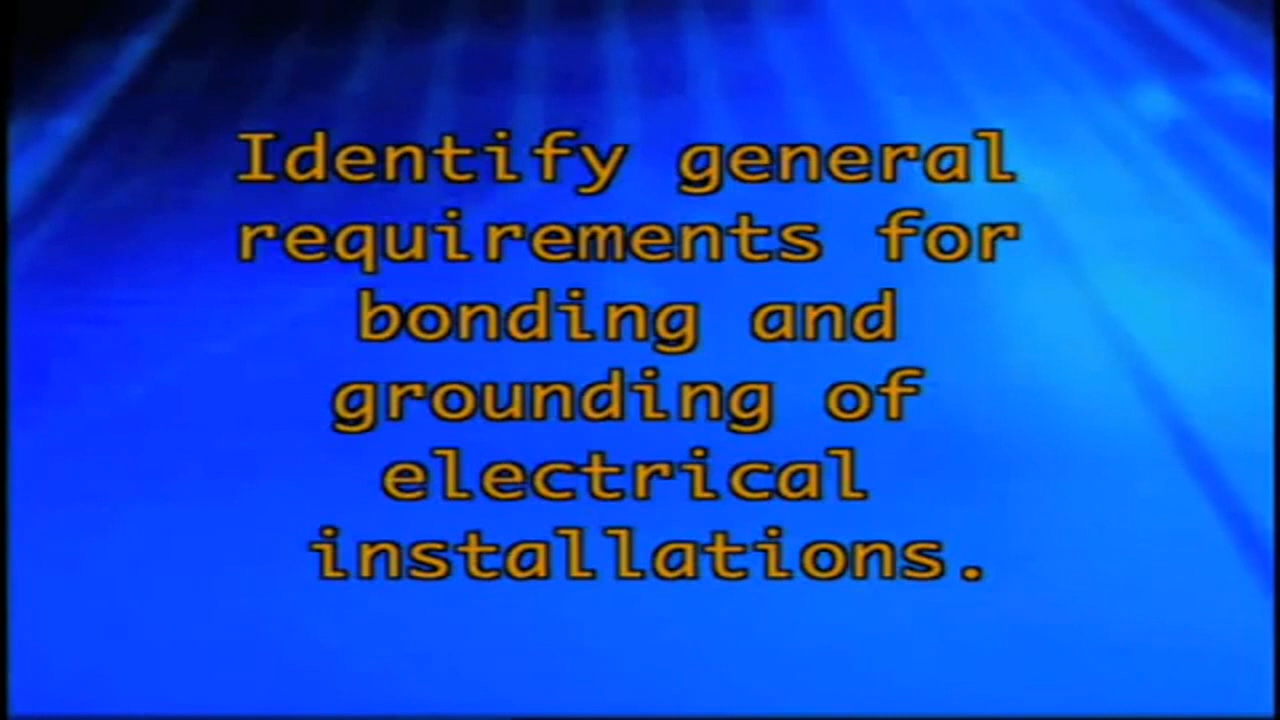 Identify general
requirements for
bonding and
grounding of
electrical
installations.